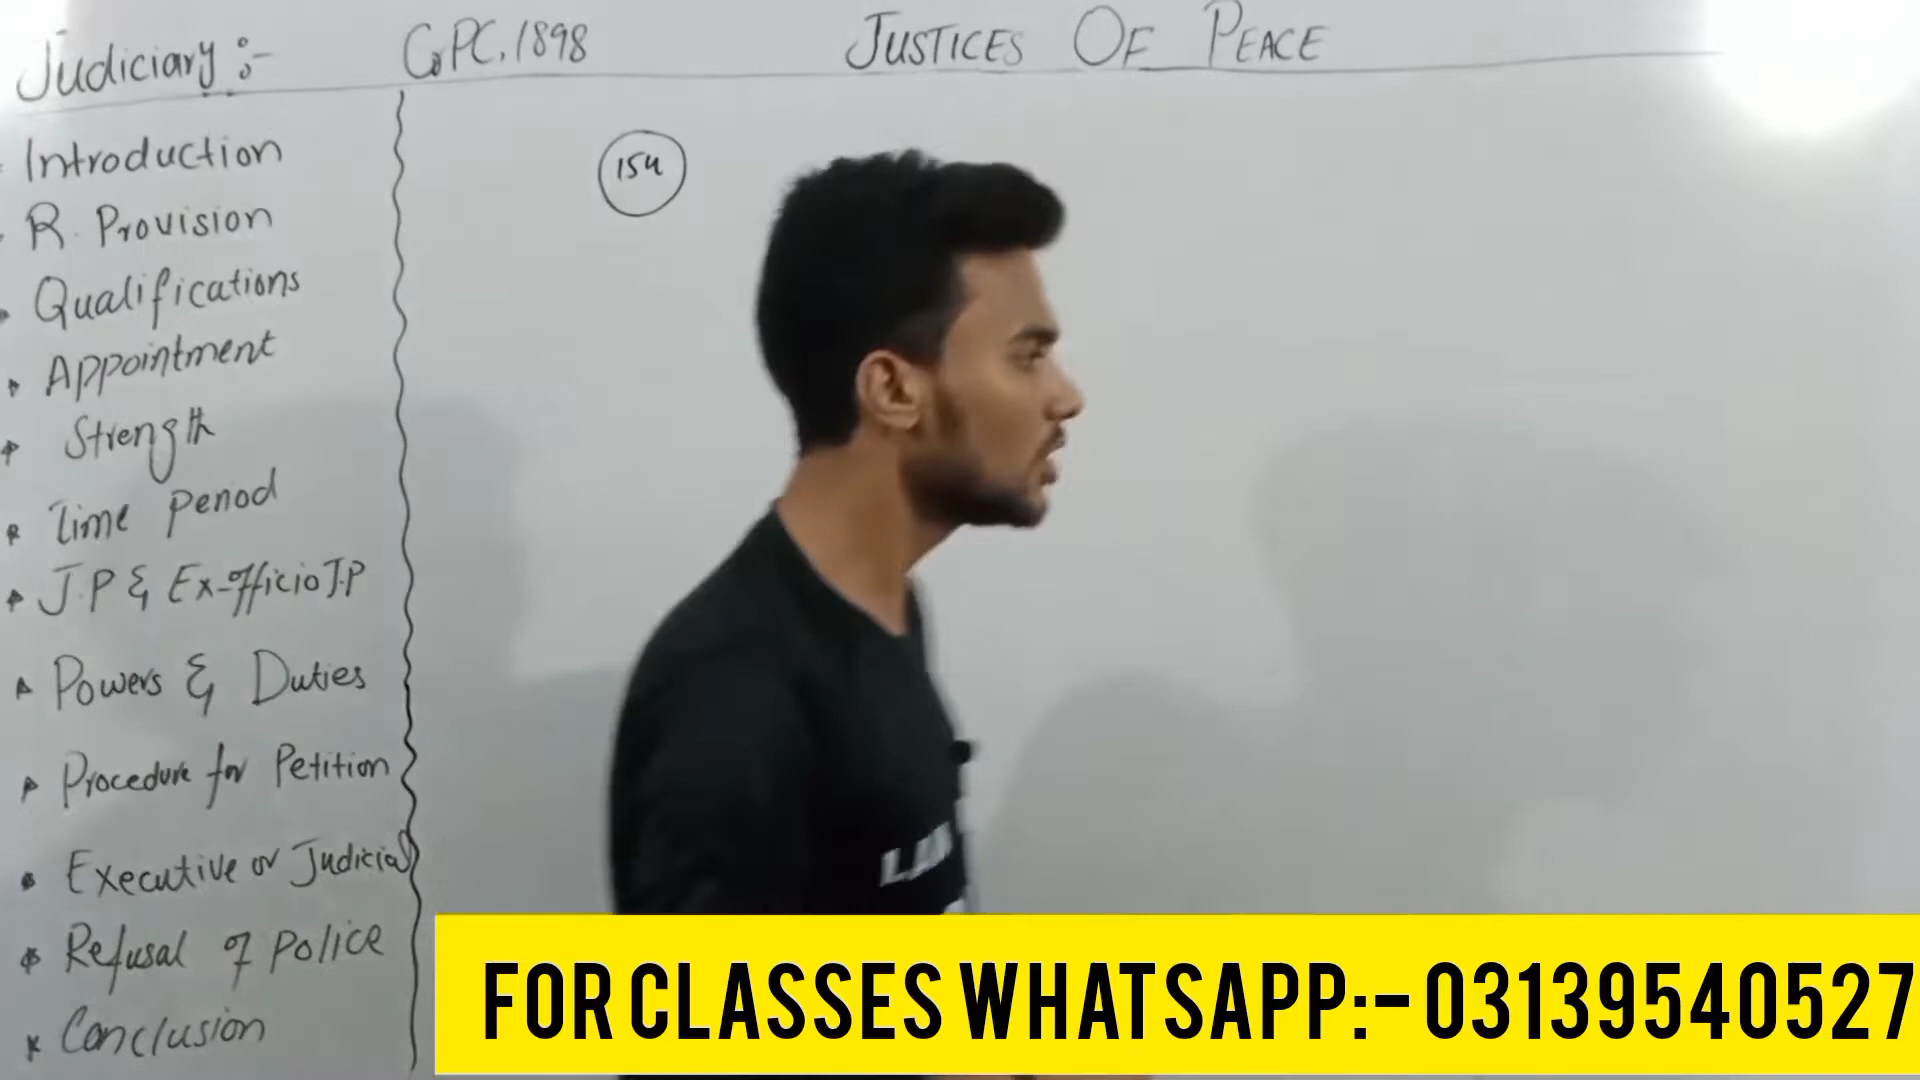 Judiciary :- CrPC, 1898 JUSTICES OF PEACE
Introduction
R. Provision
Qualifications
Appointment
Strength
Time Period
J.P & Ex-officio J.P
Powers & Duties
Procedure for Petition
Executive or Judicial
Refusal of police
Conclusion
154
FOR CLASSES WHATSAPP:- 03139540527